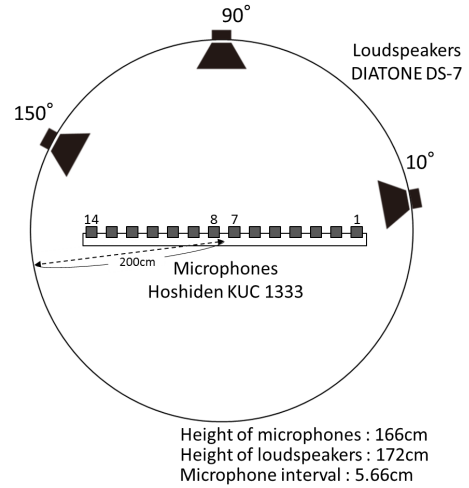 90°
Loudspeakers
DIATONE DS-7
150°
10°
14 8 7 1
200cm
Microphones
Hoshiden KUC 1333
Height of microphones : 166cm
Height of loudspeakers : 172cm
Microphone interval : 5.66cm